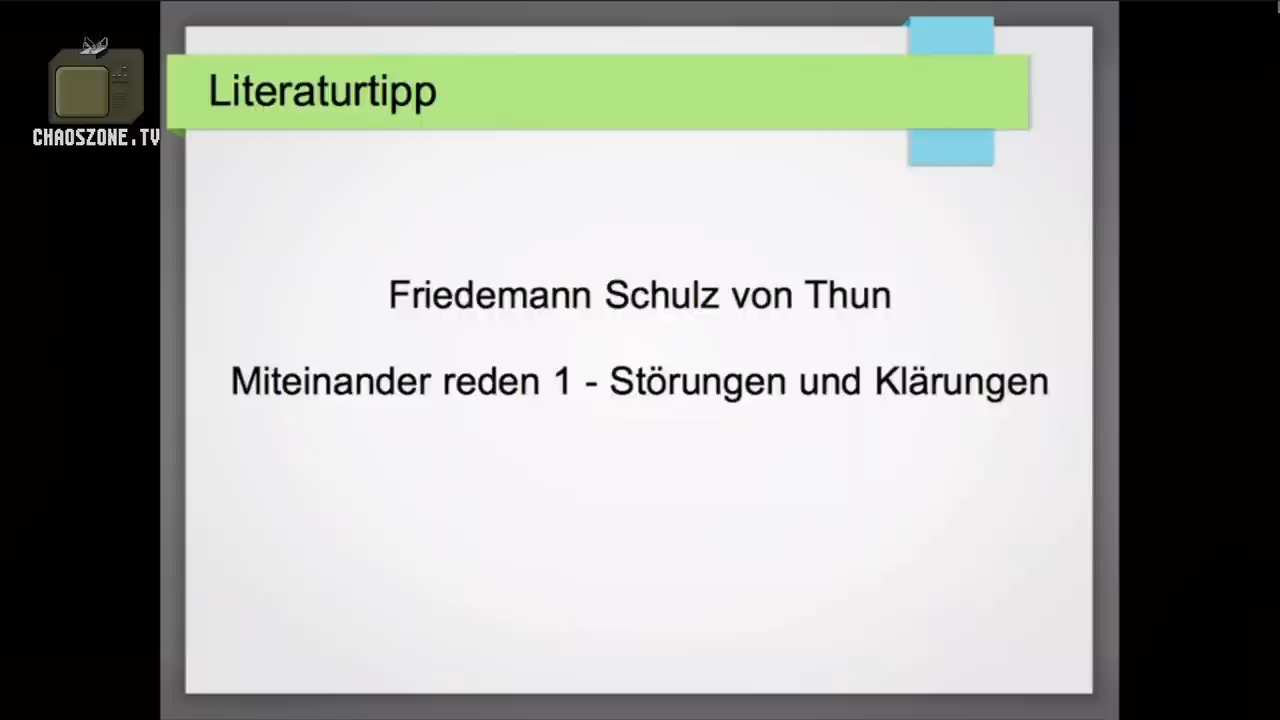 CHAOSZONE.TV
Literaturtipp
Friedemann Schulz von Thun
Miteinander reden 1 - Störungen und Klärungen